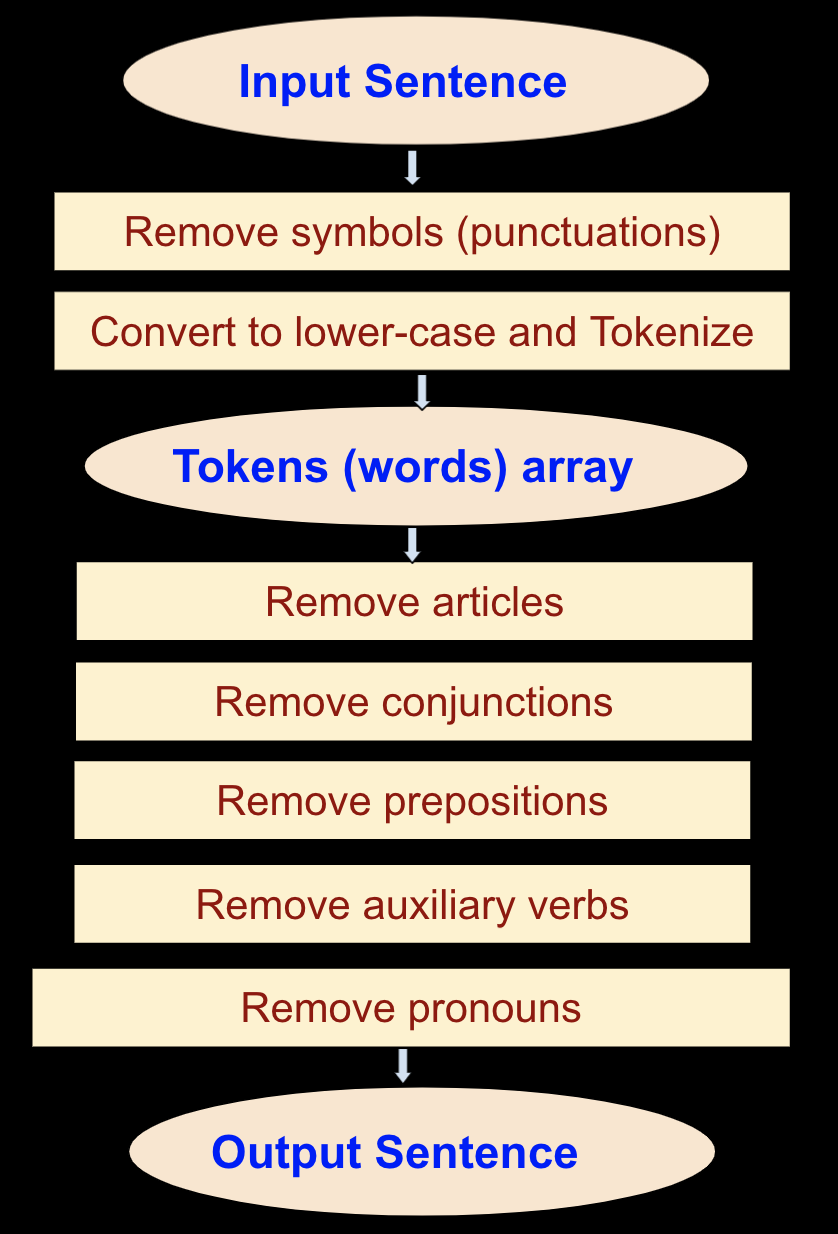 Input Sentence
Remove symbols (punctuations)
Convert to lower-case and Tokenize
Tokens (words) array
Remove articles
Remove conjunctions
Remove prepositions
Remove auxiliary verbs
Remove pronouns
Output Sentence